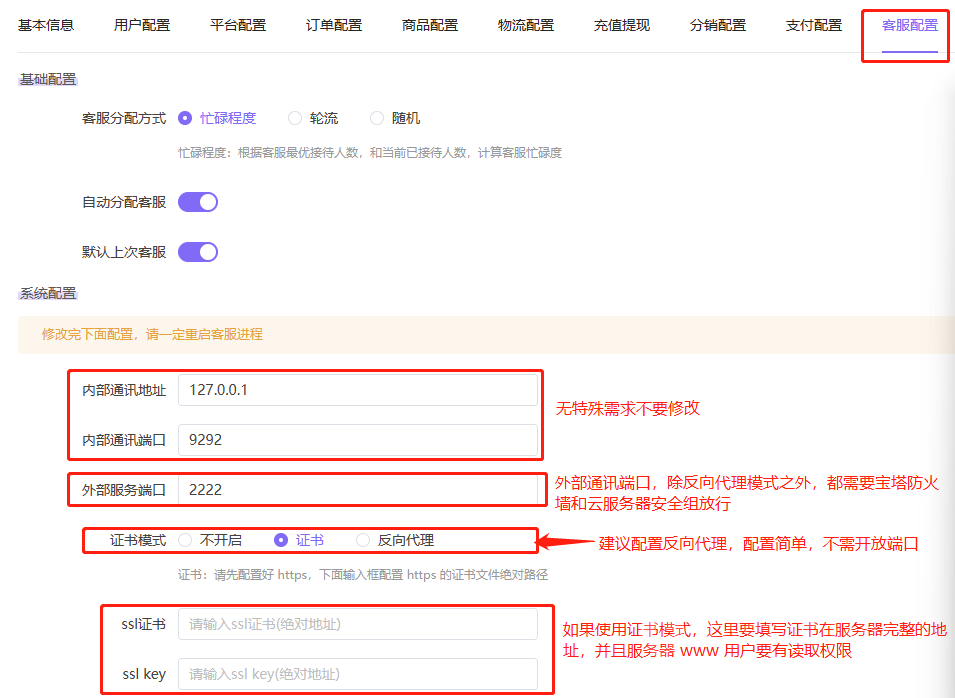 基本信息 用户配置 平台配置 订单配置 商品配置 物流配置 充值提现 分销配置 支付配置 客服配置
基础配置
客服分配方式 忙碌程度 轮流 随机
忙碌程度：根据客服最优接待人数，和当前已接待人数，计算客服忙碌度
自动分配客服
默认上次客服
系统配置
修改完下面配置，请一定重启客服进程
内部通讯地址 127.0.0.1
无特殊需求不要修改
内部通讯端口 9292
外部服务端口 2222
外部通讯端口，除反向代理模式之外，都需要宝塔防火
墙和云服务器安全组放行
证书模式 不开启 证书 反向代理
建议配置反向代理，配置简单，不需开放端口
证书：请先配置好 https，下面输入框配置 https 的证书文件绝对路径
ssl证书 请输入ssl证书(绝对地址)
如果使用证书模式，这里要填写证书在服务器完整的地
址，并且服务器 www 用户要有读取权限
ssl key 请输入ssl key(绝对地址)